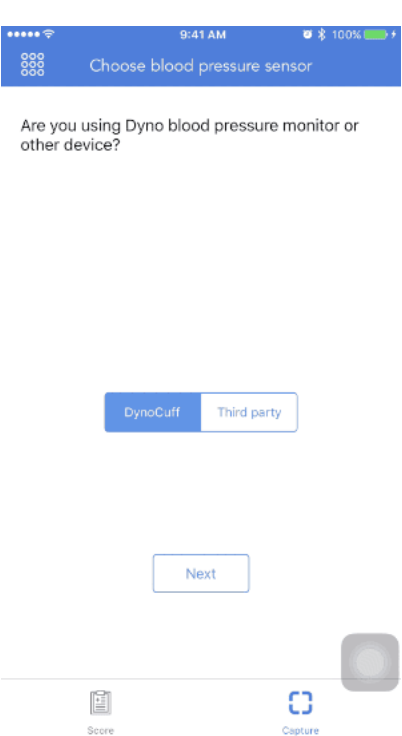 9:41 AM
100%
Choose blood pressure sensor
Are you using Dyno blood pressure monitor or
other device?
DynoCuff
Third party
Next
Score
Capture